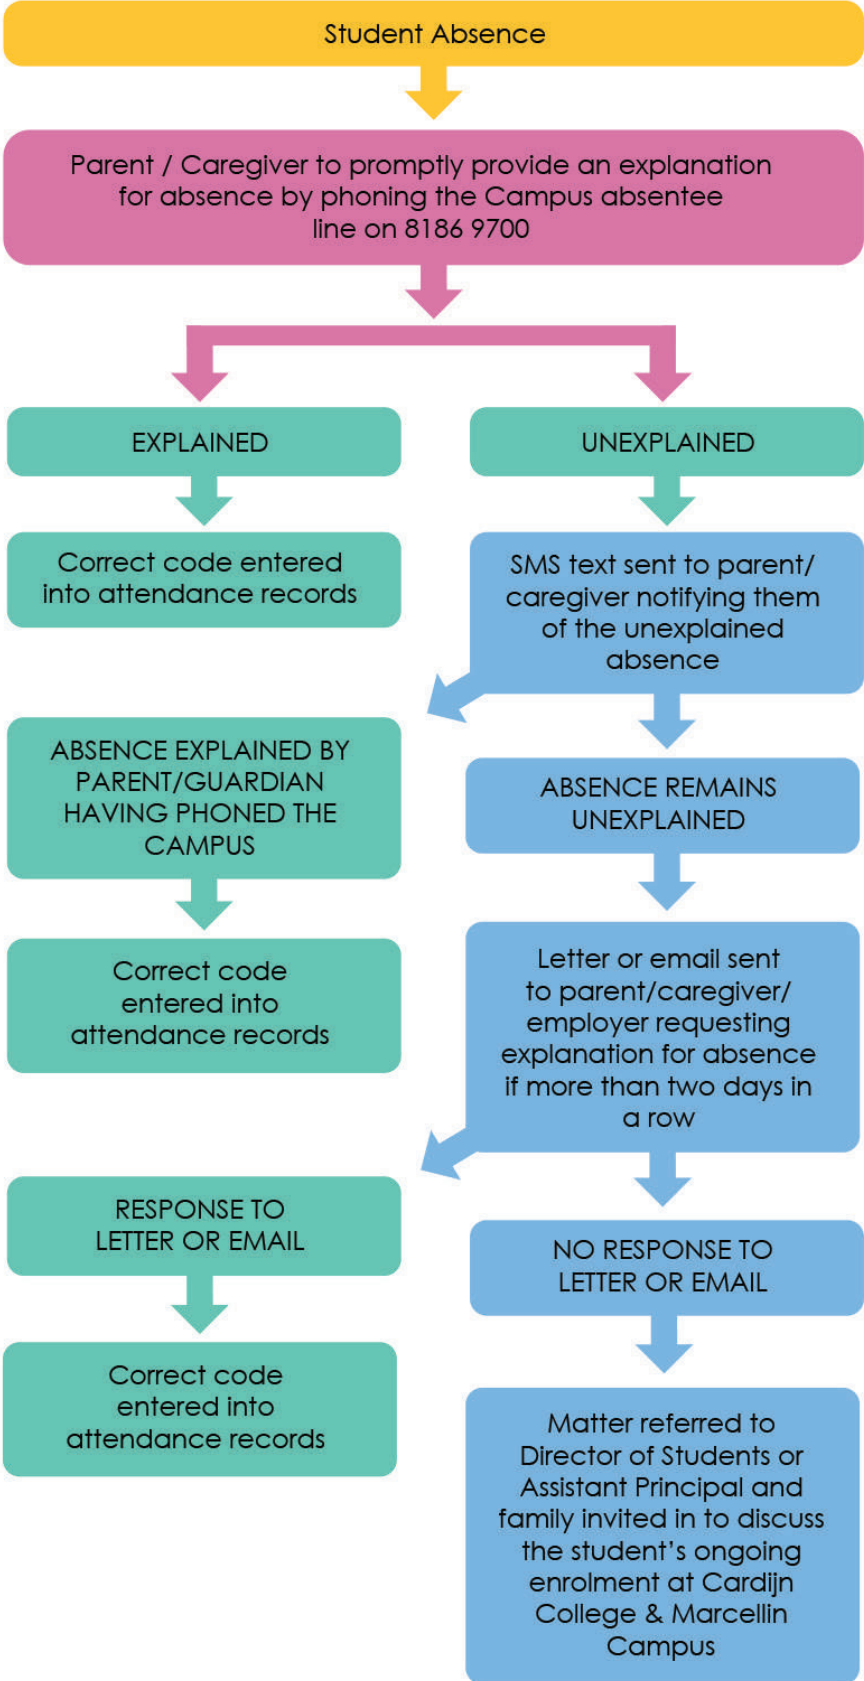 Student Absence
Parent / Caregiver to promptly provide an explanation
for absence by phoning the Campus absentee
line on 8186 9700
EXPLAINED
UNEXPLAINED
Correct code entered
into attendance records
SMS text sent to parent/
caregiver notifying them
of the unexplained
absence
ABSENCE EXPLAINED BY
PARENT/GUARDIAN
HAVING PHONED THE
CAMPUS
ABSENCE REMAINS
UNEXPLAINED
Correct code
entered into
attendance records
Letter or email sent
to parent/caregiver/
employer requesting
explanation for absence
if more than two days in
a row
RESPONSE TO
LETTER OR EMAIL
NO RESPONSE TO
LETTER OR EMAIL
Correct code
entered into
attendance records
Matter referred to
Director of Students or
Assistant Principal and
family invited in to discuss
the student’s ongoing
enrolment at Cardijn
College & Marcellin
Campus